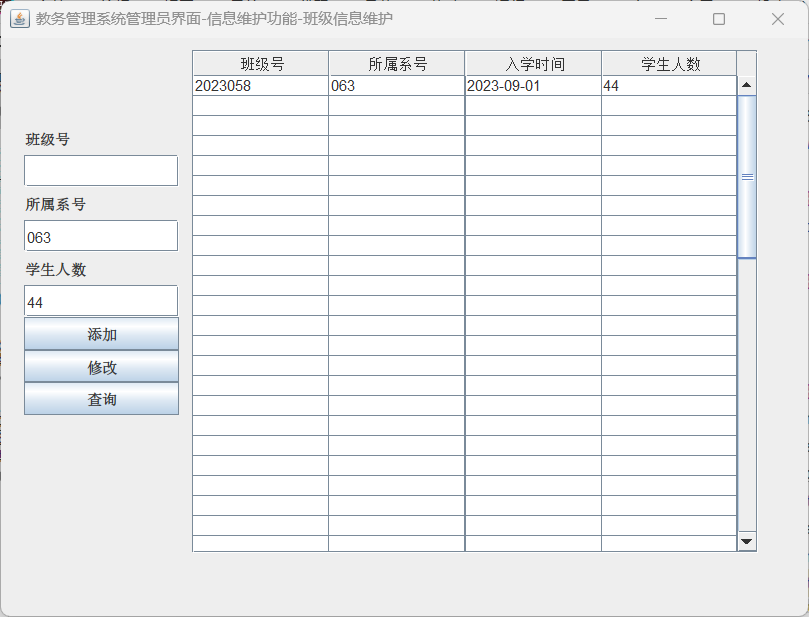 教务管理系统管理员界面-信息维护功能-班级信息维护
班级号
所属系号
063
学生人数
44
添加
修改
查询
班级号 所属系号 入学时间 学生人数
2023058 063 2023-09-01 44